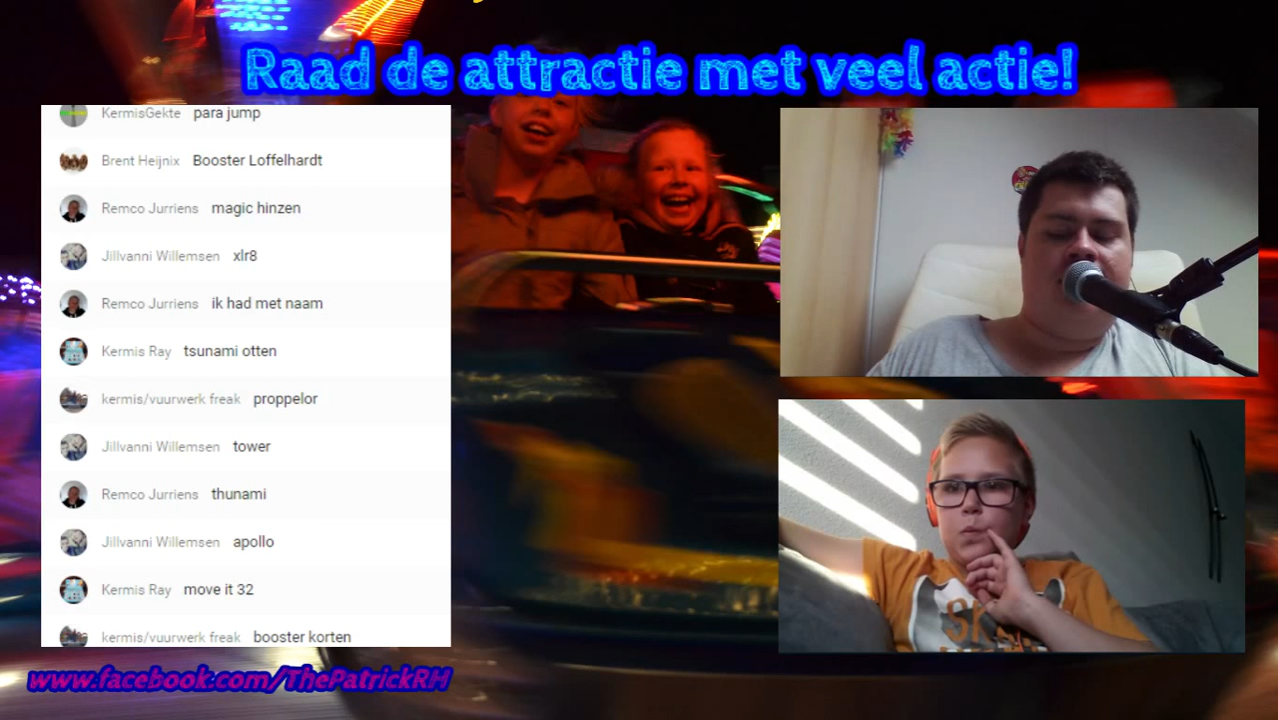 Raad de attractie met veel actie!
KermisGekte para jump
Brent Heijnix Booster Loffelhardt
Remco Jurriens magic hinzen
Jillvanni Willemsen xlr8
Remco Jurriens ik had met naam
Kermis Ray tsunami otten
kermis/vuurwerk freak proppelor
Jillvanni Willemsen tower
Remco Jurriens thunami
Jillvanni Willemsen apollo
Kermis Ray move it 32
kermis/vuurwerk freak booster korten
www.facebook.com/ThePatrickRH